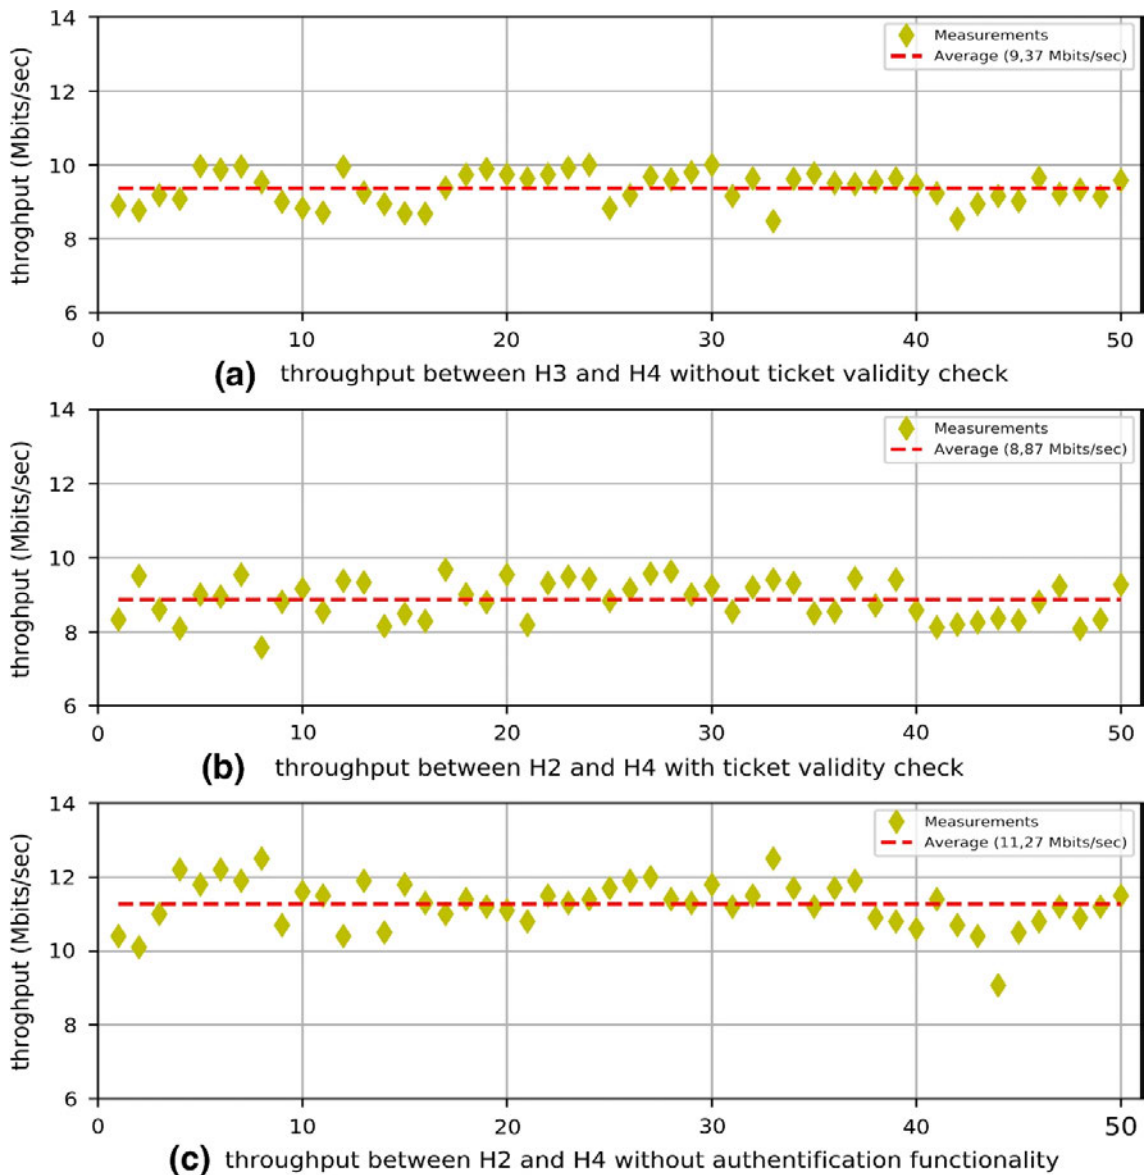 14
12
10
8
6
throghput (Mbits/sec)
Measurements
Average (9,37 Mbits/sec)
0 10 20 30 40 50
(a) throughput between H3 and H4 without ticket validity check
14
12
10
8
6
throghput (Mbits/sec)
Measurements
Average (8,87 Mbits/sec)
0 10 20 30 40 50
(b) throughput between H2 and H4 with ticket validity check
14
12
10
8
6
throghput (Mbits/sec)
Measurements
Average (11,27 Mbits/sec)
0 10 20 30 40 50
(c) throughput between H2 and H4 without authentification functionality